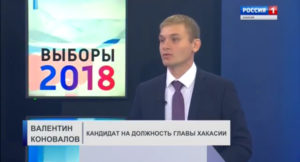 РОССИЯ 1
ВЫБОРЫ
2018
ВАЛЕНТИН
КОНОВАЛОВ
КАНДИДАТ НА ДОЛЖНОСТЬ ГЛАВЫ ХАКАСИИ